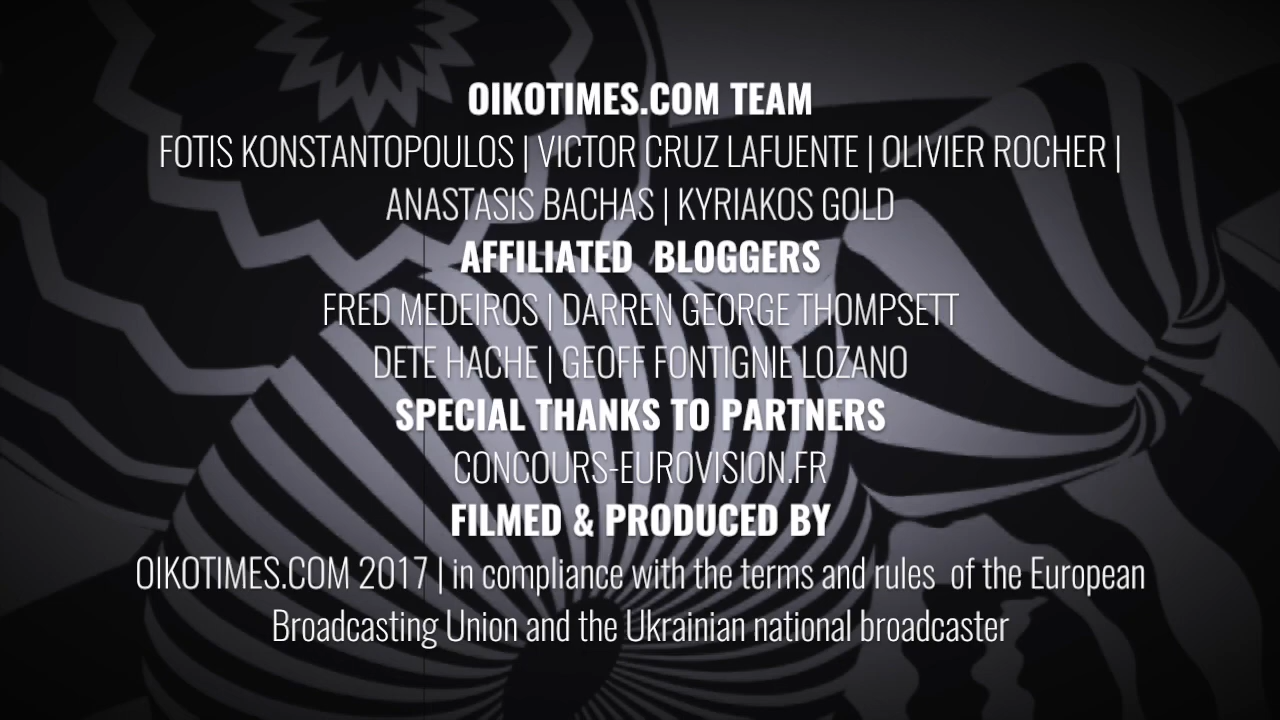 OIKOTIMES.COM TEAM
FOTIS KONSTANTOPOULOS | VICTOR CRUZ LAFUENTE | OLIVIER ROCHER |
ANASTASIS BACHAS | KYRIAKOS GOLD
AFFILIATED  BLOGGERS
FRED MEDEIROS | DARREN GEORGE THOMPSETT
DETE HACHE | GEOFF FONTIGNIE LOZANO
SPECIAL THANKS TO PARTNERS
CONCOURS-EUROVISION.FR
FILMED & PRODUCED BY
OIKOTIMES.COM 2017 | in compliance with the terms and rules  of the European
Broadcasting Union and the Ukrainian national broadcaster